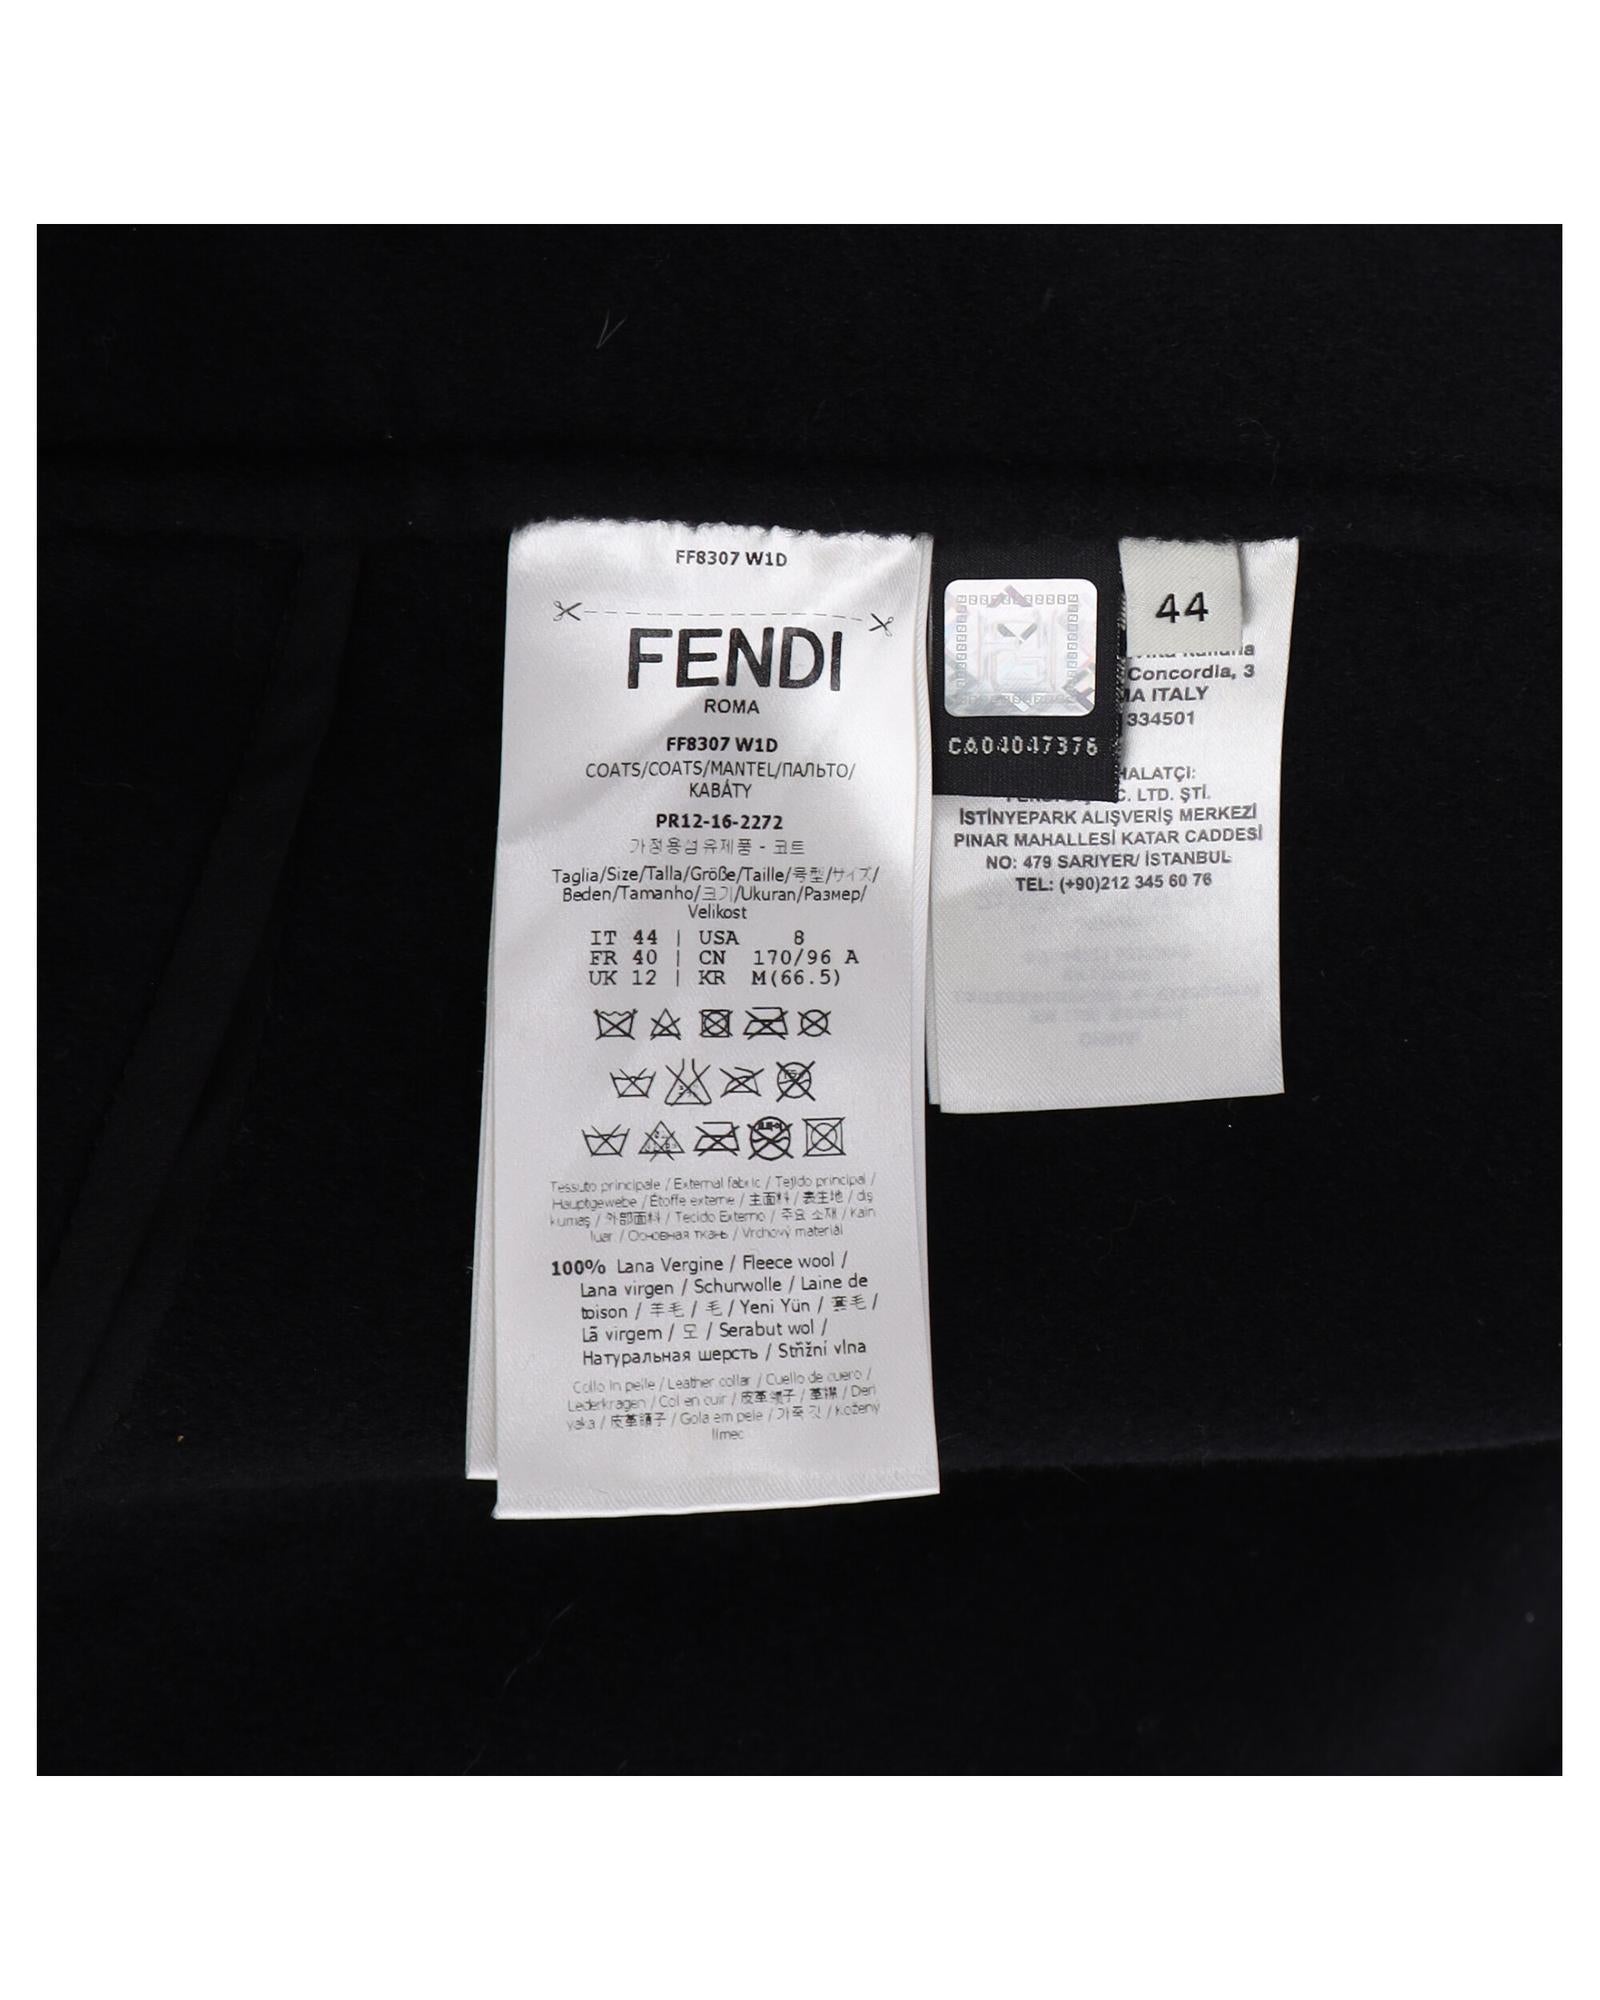 FF8307 W1D
FENDI
ROMA
FF8307 W1D
COATS/COATS/MANTEL/ПАЛЬТО/
KABÁTY
PR12-16-2272
가정용섬유제품 - 코트
Taglia/Size/Talla/Größe/Taille/号型/サイズ/
Beden/Tamanho/크기/Ukuran/Размер/
Velikost
IT 44 | USA 8
FR 40 | CN 170/96 A
UK 12 | KR M(66.5)
Tessuto principale / External fabric / Tejido principal /
Hauptgewebe / Étoffe externe / 主面料 / 表生地 / dış
kumaş / 外部面料 / Tecido Externo / 주요 소재 / Kain
luar / Основная ткань / Vrchový materiál
100% Lana Vergine / Fleece wool /
Lana virgen / Schurwolle / Laine de
toison / 羊毛 / 毛 / Yeni Yün / 羔毛 /
Lã virgem / 모 / Serabut wol /
Натуральная шерсть / Střižní vlna
Collo in pelle / Leather collar / Cuello de cuero /
Lederkragen / Col en cuir / 皮革領子 / 革襟 / Deri
yaka / 皮革領子 / Gola em pele / 가죽 깃 / Kožený
límec
CA04047376
44
Italiana
Concordia, 3
MA ITALY
334501
HALATÇI:
C. LTD. ŞTİ.
İSTİNYEPARK ALIŞVERİŞ MERKEZİ
PINAR MAHALLESİ KATAR CADDESİ
NO: 479 SARIYER/ İSTANBUL
TEL: (+90)212 345 60 76